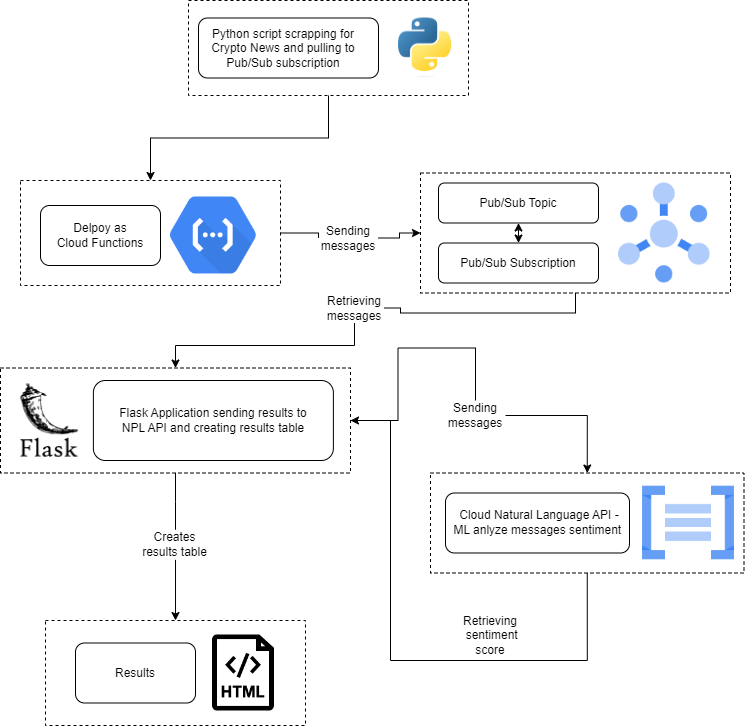 Python script scrapping for
Crypto News and pulling to
Pub/Sub subscription
Delpoy as
Cloud Functions
Sending
messages
Pub/Sub Topic
Pub/Sub Subscription
Retrieving
messages
Flask
Flask Application sending results to
NPL API and creating results table
Sending
messages
Cloud Natural Language API -
ML anlyze messages sentiment
Creates
results table
Retrieving
sentiment
score
Results
HTML